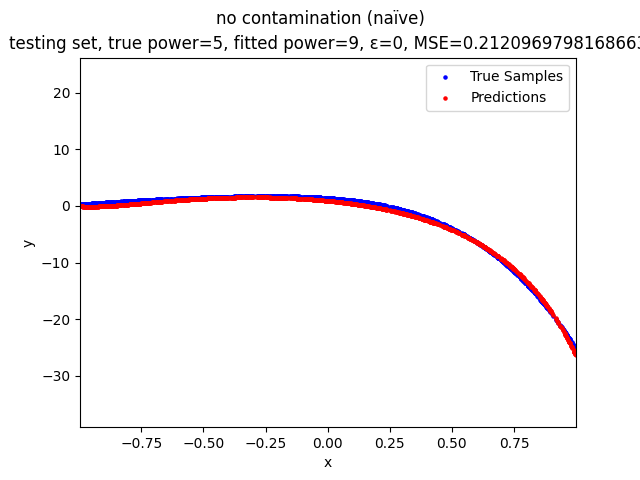 no contamination (naïve)
testing set, true power=5, fitted power=9, ε=0, MSE=0.2120969798168663
True Samples
Predictions
20
10
0
−10
−20
−30
y
−0.75
−0.50
−0.25
0.00
0.25
0.50
0.75
x